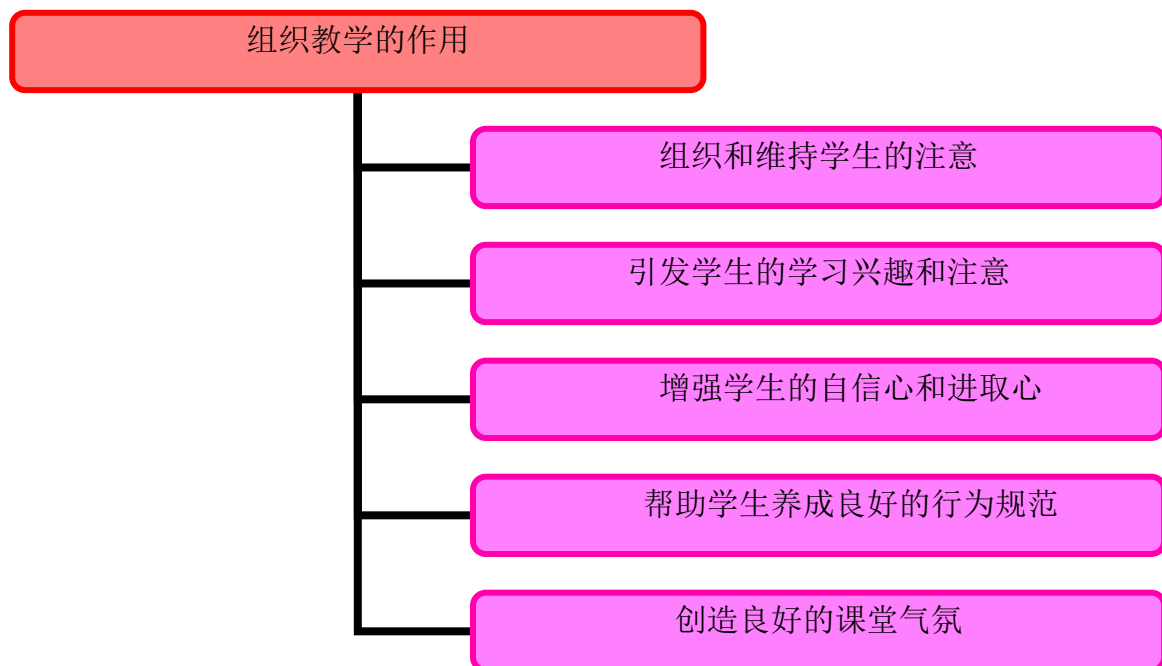 组织教学的作用
组织和维持学生的注意
引发学生的学习兴趣和注意
增强学生的自信心和进取心
帮助学生养成良好的行为规范
创造良好的课堂气氛